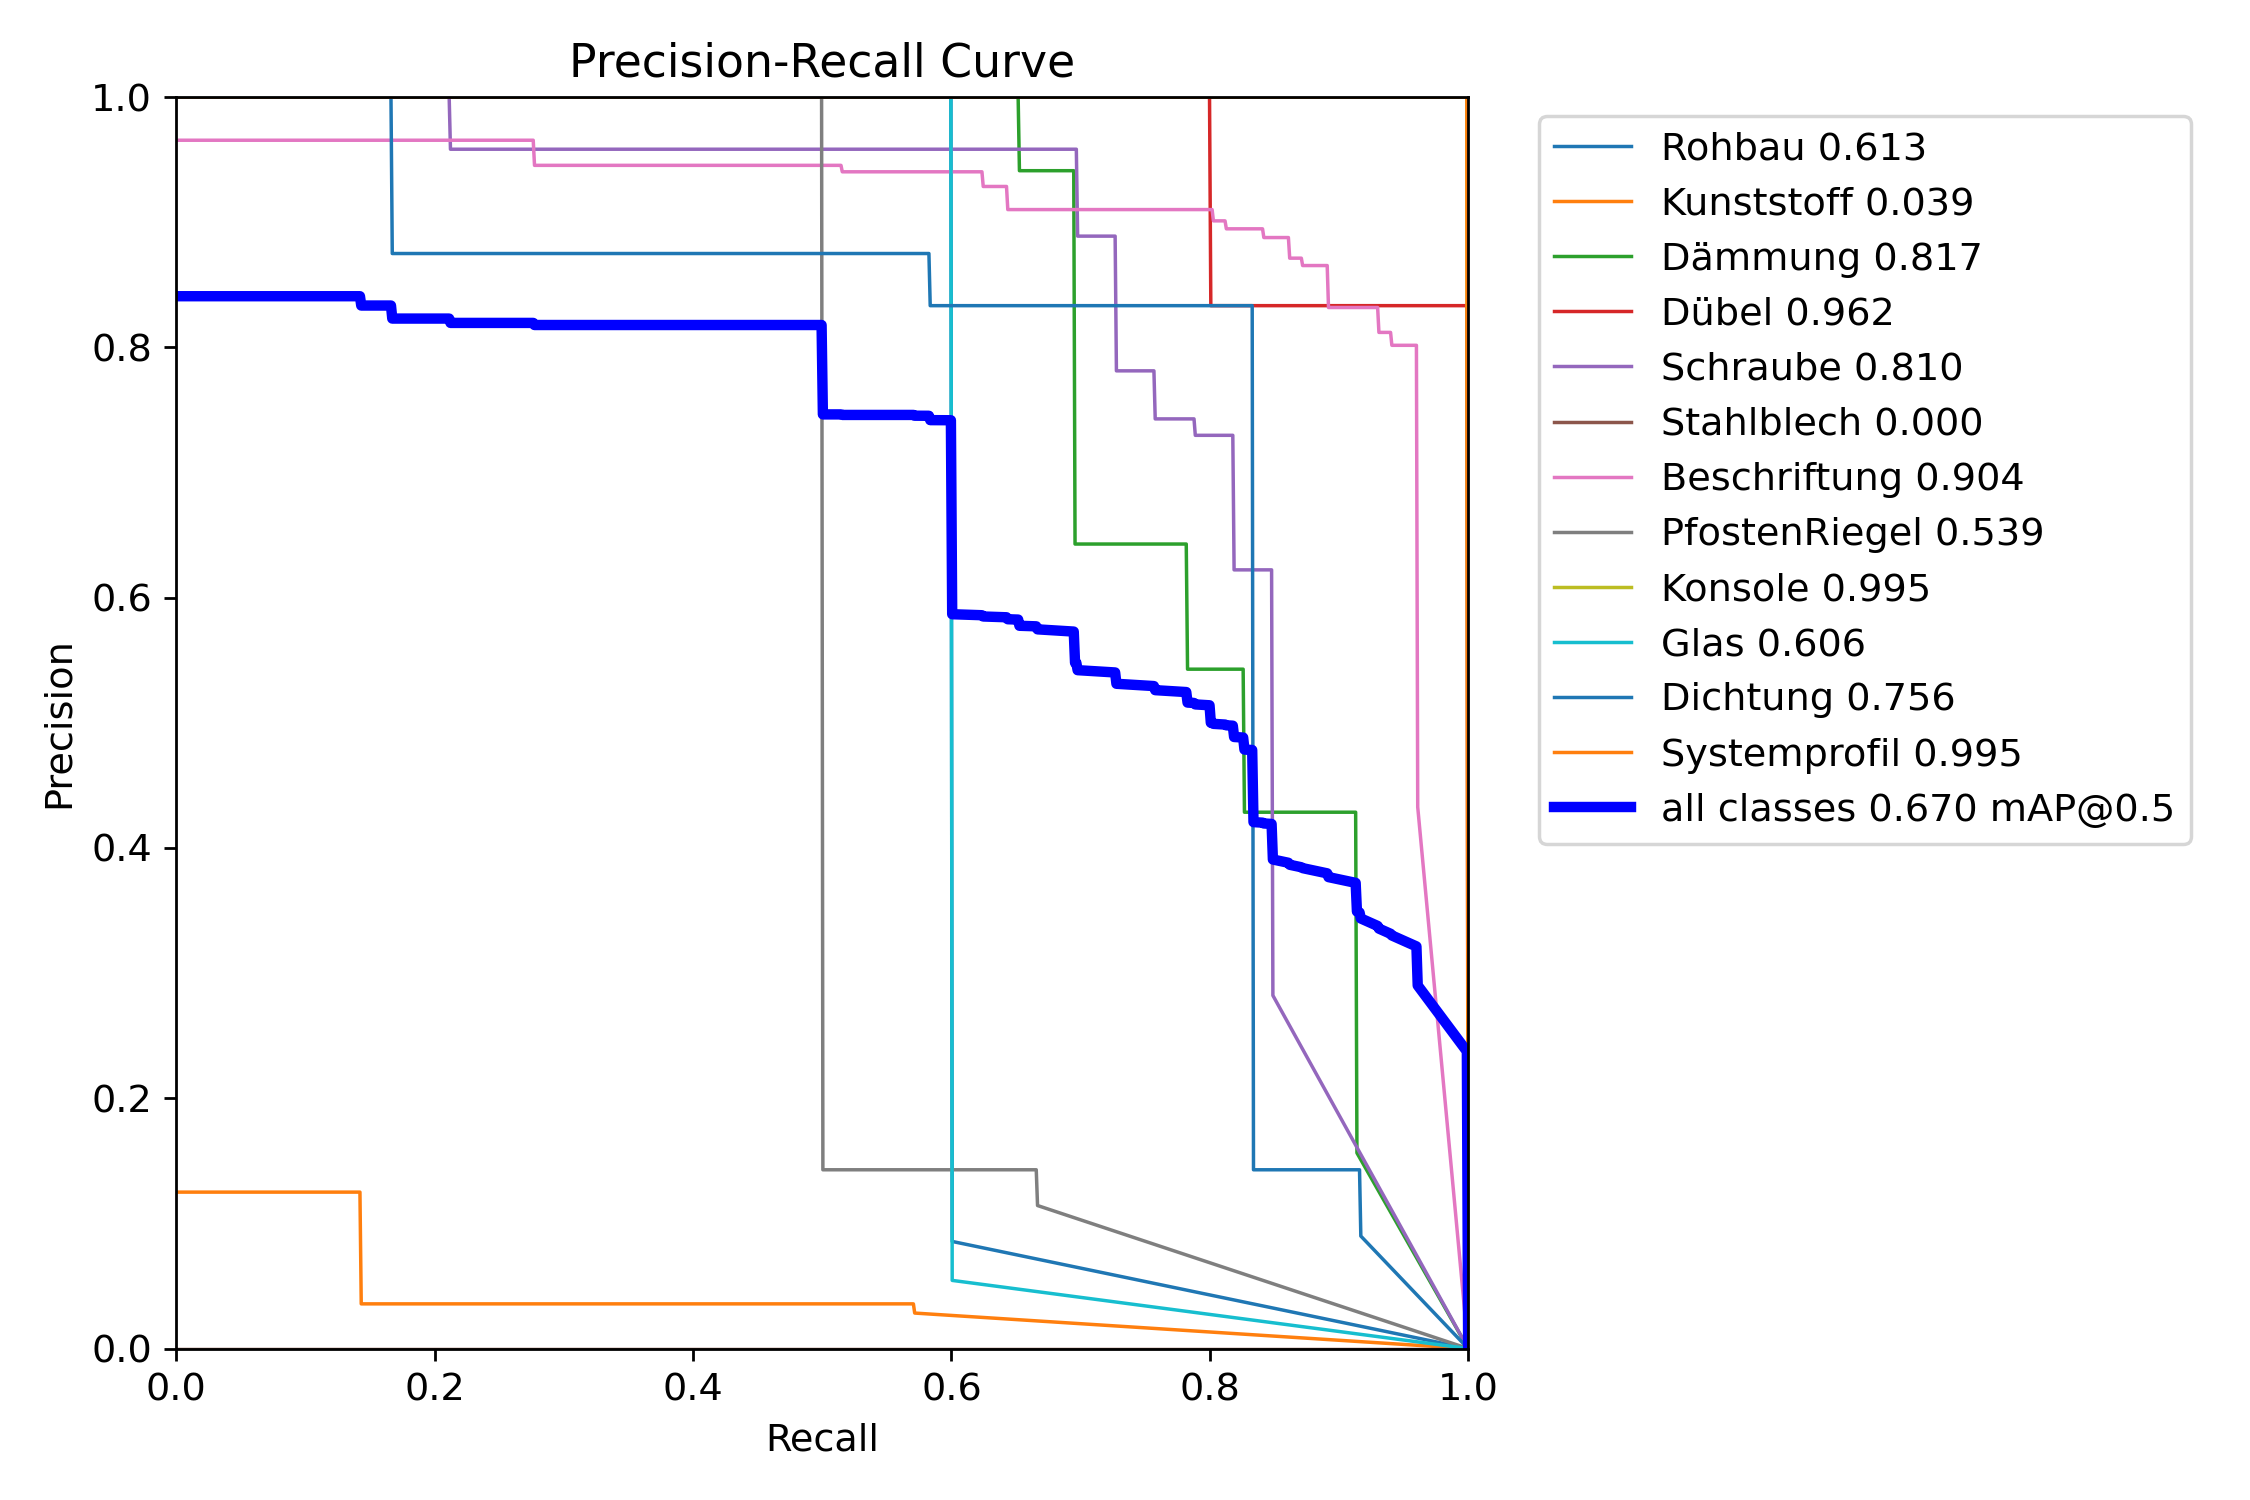 Precision-Recall Curve
1.0
0.8
0.6
0.4
0.2
0.0
Precision
0.0 0.2 0.4 0.6 0.8 1.0
Recall
Rohbau 0.613
Kunststoff 0.039
Dämmung 0.817
Dübel 0.962
Schraube 0.810
Stahlblech 0.000
Beschriftung 0.904
PfostenRiegel 0.539
Konsole 0.995
Glas 0.606
Dichtung 0.756
Systemprofil 0.995
all classes 0.670 mAP@0.5